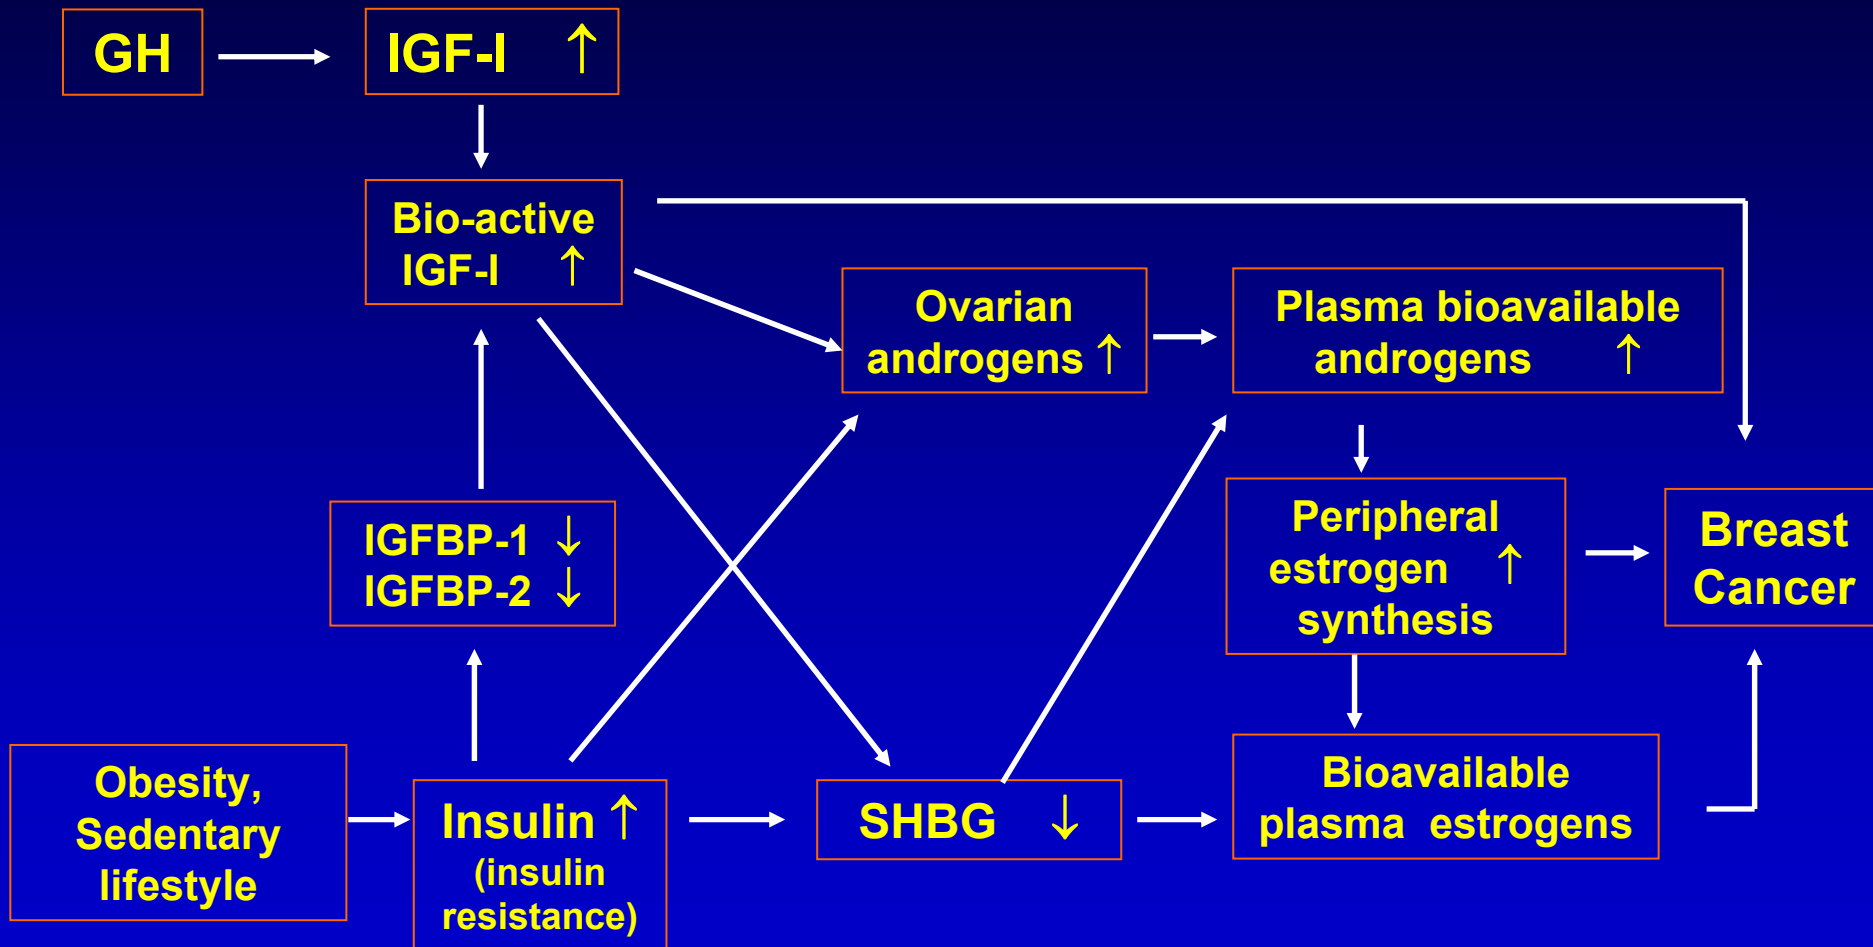 GH
IGF-I ↑
Bio-active
IGF-I ↑
Ovarian
androgens ↑
Plasma bioavailable
androgens ↑
IGFBP-1 ↓
IGFBP-2 ↓
Peripheral
estrogen ↑
synthesis
Breast
Cancer
Obesity,
Sedentary
lifestyle
Insulin ↑
(insulin
resistance)
SHBG ↓
Bioavailable
plasma estrogens